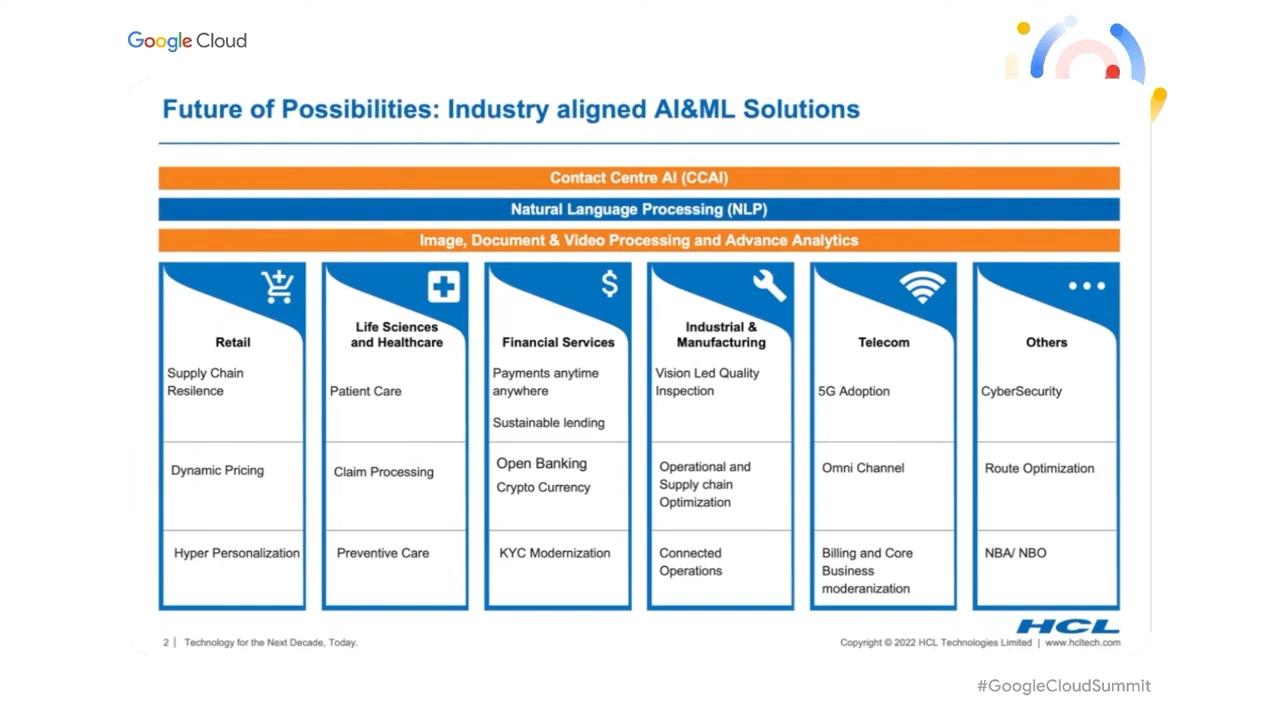 Google Cloud
Future of Possibilities: Industry aligned AI&ML Solutions
Contact Centre AI (CCAI)
Natural Language Processing (NLP)
Image, Document & Video Processing and Advance Analytics
Retail
Supply Chain
Resilence
Dynamic Pricing
Hyper Personalization
Life Sciences
and Healthcare
Patient Care
Claim Processing
Preventive Care
$
Financial Services
Payments anytime
anywhere
Sustainable lending
Open Banking
Crypto Currency
KYC Modernization
Industrial &
Manufacturing
Vision Led Quality
Inspection
Operational and
Supply chain
Optimization
Connected
Operations
Telecom
5G Adoption
Omni Channel
Billing and Core
Business
moderanization
Others
CyberSecurity
Route Optimization
NBA/ NBO
HCL
2 | Technology for the Next Decade, Today.
Copyright © 2022 HCL Technologies Limited | www.hcltech.com
#GoogleCloudSummit